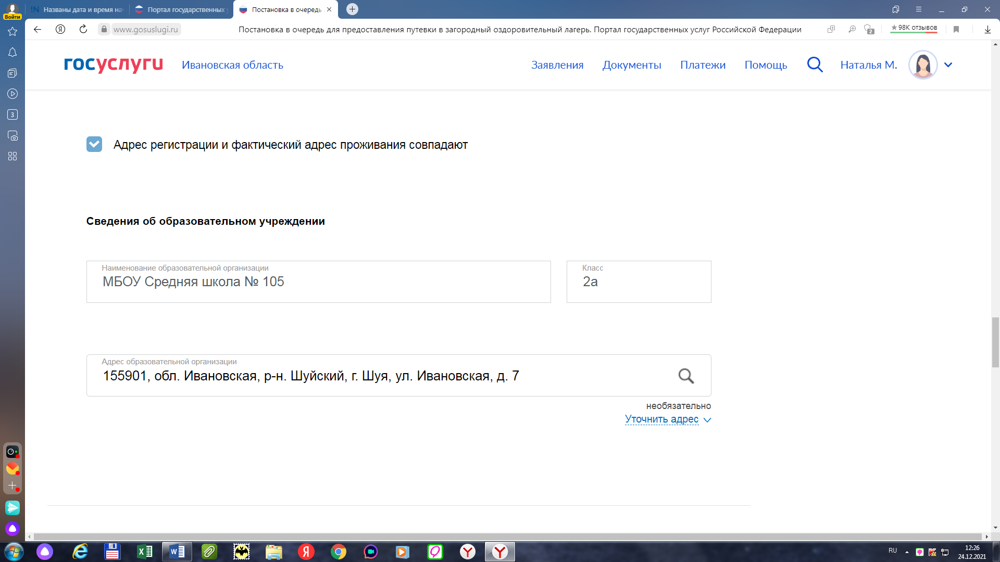 Войти
Названы дата и время на
Портал государственных
Постановка в очередь
www.gosuslugi.ru
Постановка в очередь для предоставления путевки в загородный оздоровительный лагерь. Портал государственных услуг Российской Федерации
2
★98K отзывов
3
госуслуги
Ивановская область
Заявления
Документы
Платежи
Помощь
Наталья М.
Адрес регистрации и фактический адрес проживания совпадают
Сведения об образовательном учреждении
Наименование образовательной организации
МБОУ Средняя школа № 105
Класс
2а
Адрес образовательной организации
155901, обл. Ивановская, р-н. Шуйский, г. Шуя, ул. Ивановская, д. 7
необязательно
Уточнить адрес
RU
12:26
24.12.2021